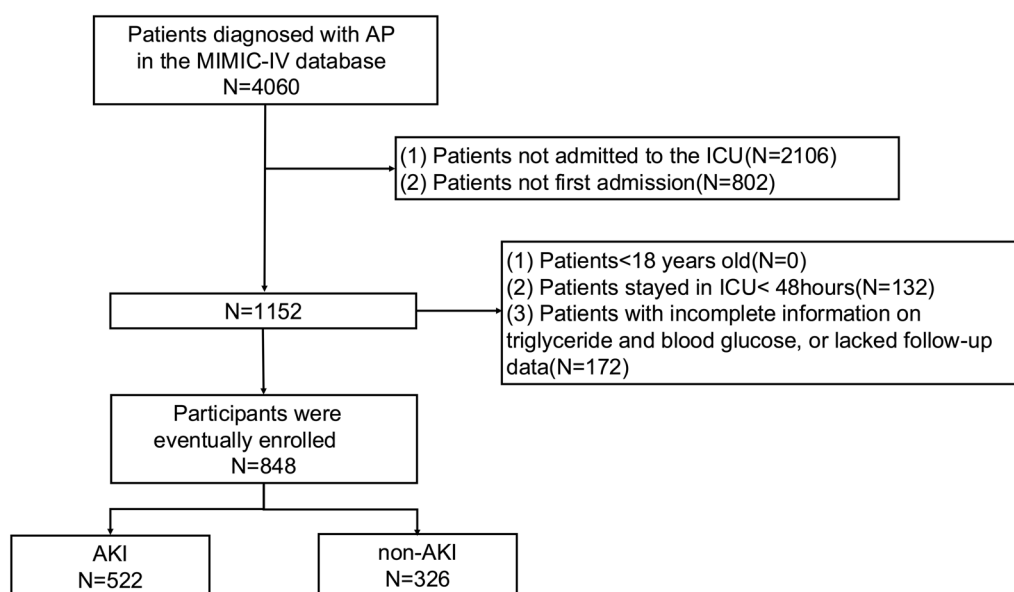 Patients diagnosed with AP
in the MIMIC-IV database
N=4060
(1) Patients not admitted to the ICU(N=2106)
(2) Patients not first admission(N=802)
(1) Patients<18 years old(N=0)
(2) Patients stayed in ICU< 48hours(N=132)
(3) Patients with incomplete information on
triglyceride and blood glucose, or lacked follow-up
data(N=172)
N=1152
Participants were
eventually enrolled
N=848
AKI
N=522
non-AKI
N=326